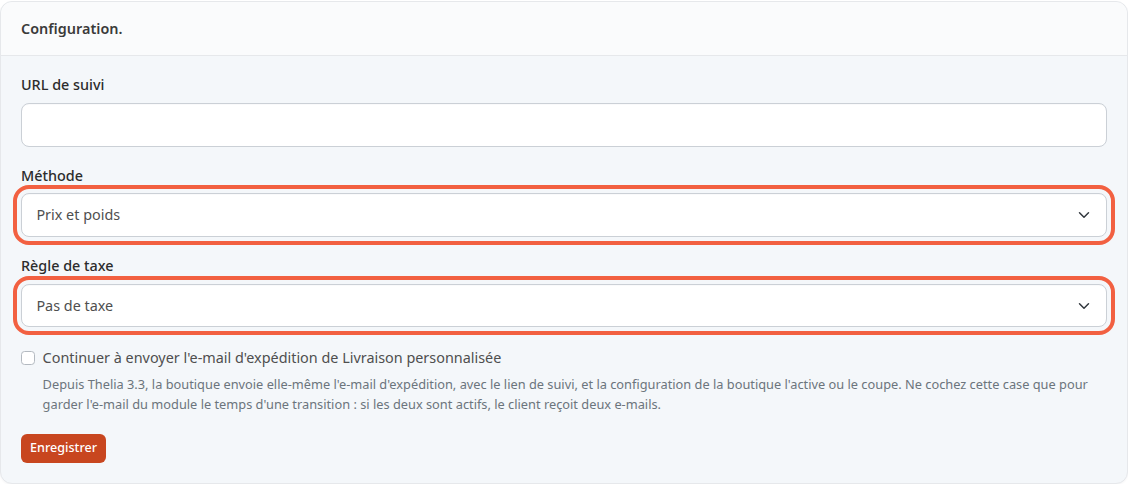 Configuration.
URL de suivi
Méthode
Prix et poids
Règle de taxe
Pas de taxe
Continuer à envoyer l'e-mail d'expédition de Livraison personnalisée
Depuis Thelia 3.3, la boutique envoie elle-même l'e-mail d'expédition, avec le lien de suivi, et la configuration de la boutique l'active ou le coupe. Ne cochez cette case que pour
garder l'e-mail du module le temps d'une transition : si les deux sont actifs, le client reçoit deux e-mails.
Enregistrer